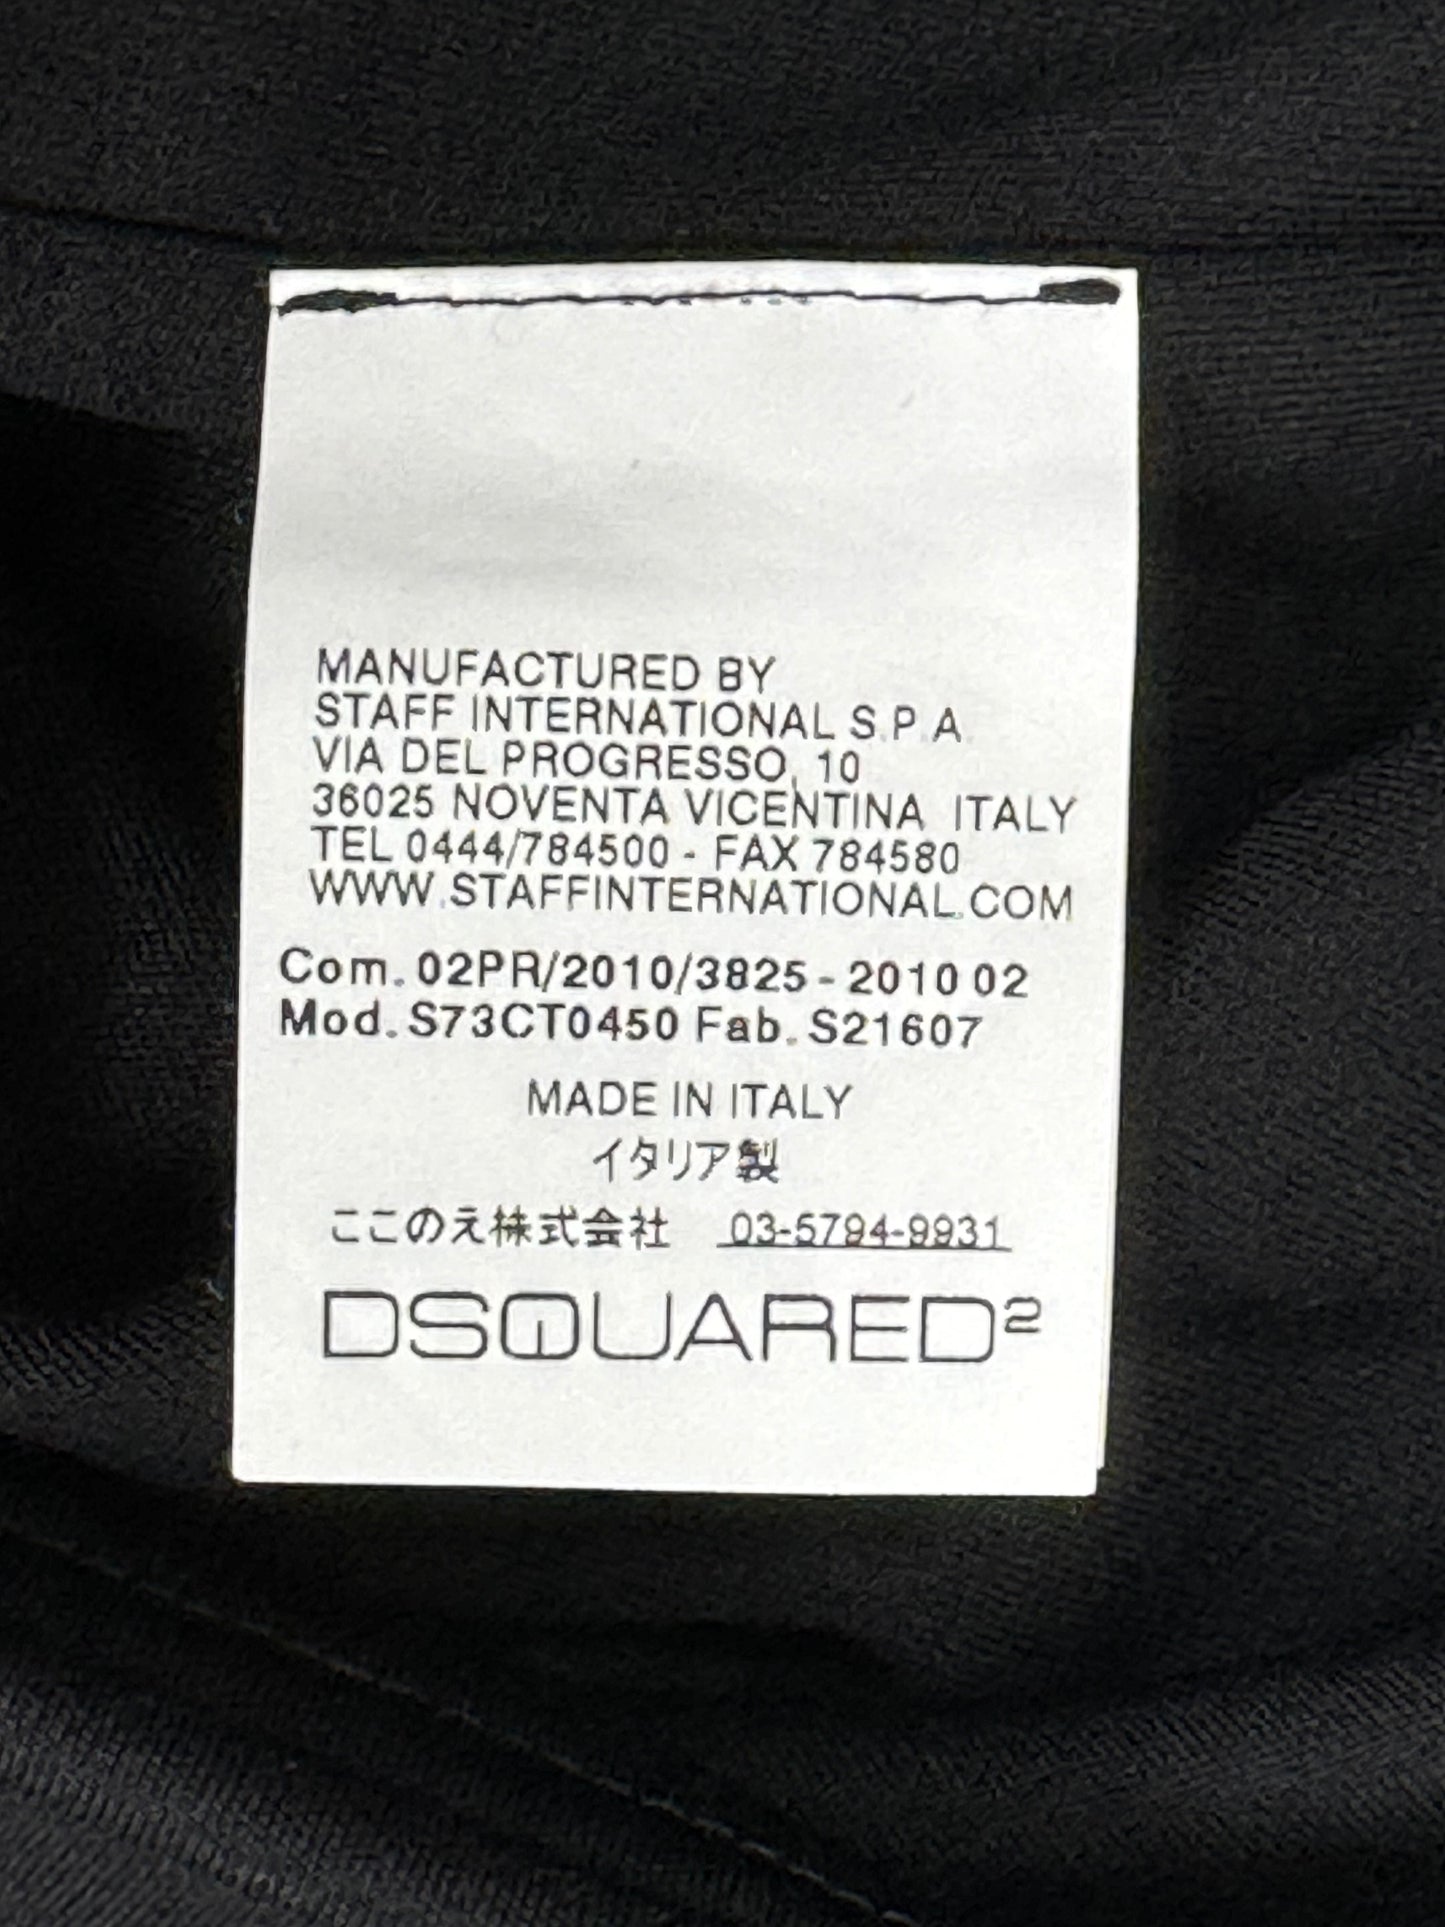 MANUFACTURED BY
STAFF INTERNATIONAL S.P.A.
VIA DEL PROGRESSO, 10
36025 NOVENTA VICENTINA ITALY
TEL 0444/784500 - FAX 784580
WWW.STAFFINTERNATIONAL.COM
Com. 02PR/2010/3825 - 2010 02
Mod. S73CT0450 Fab. S21607
MADE IN ITALY
イタリア製
ここのえ株式会社 03-5794-9931
DSQUARED2